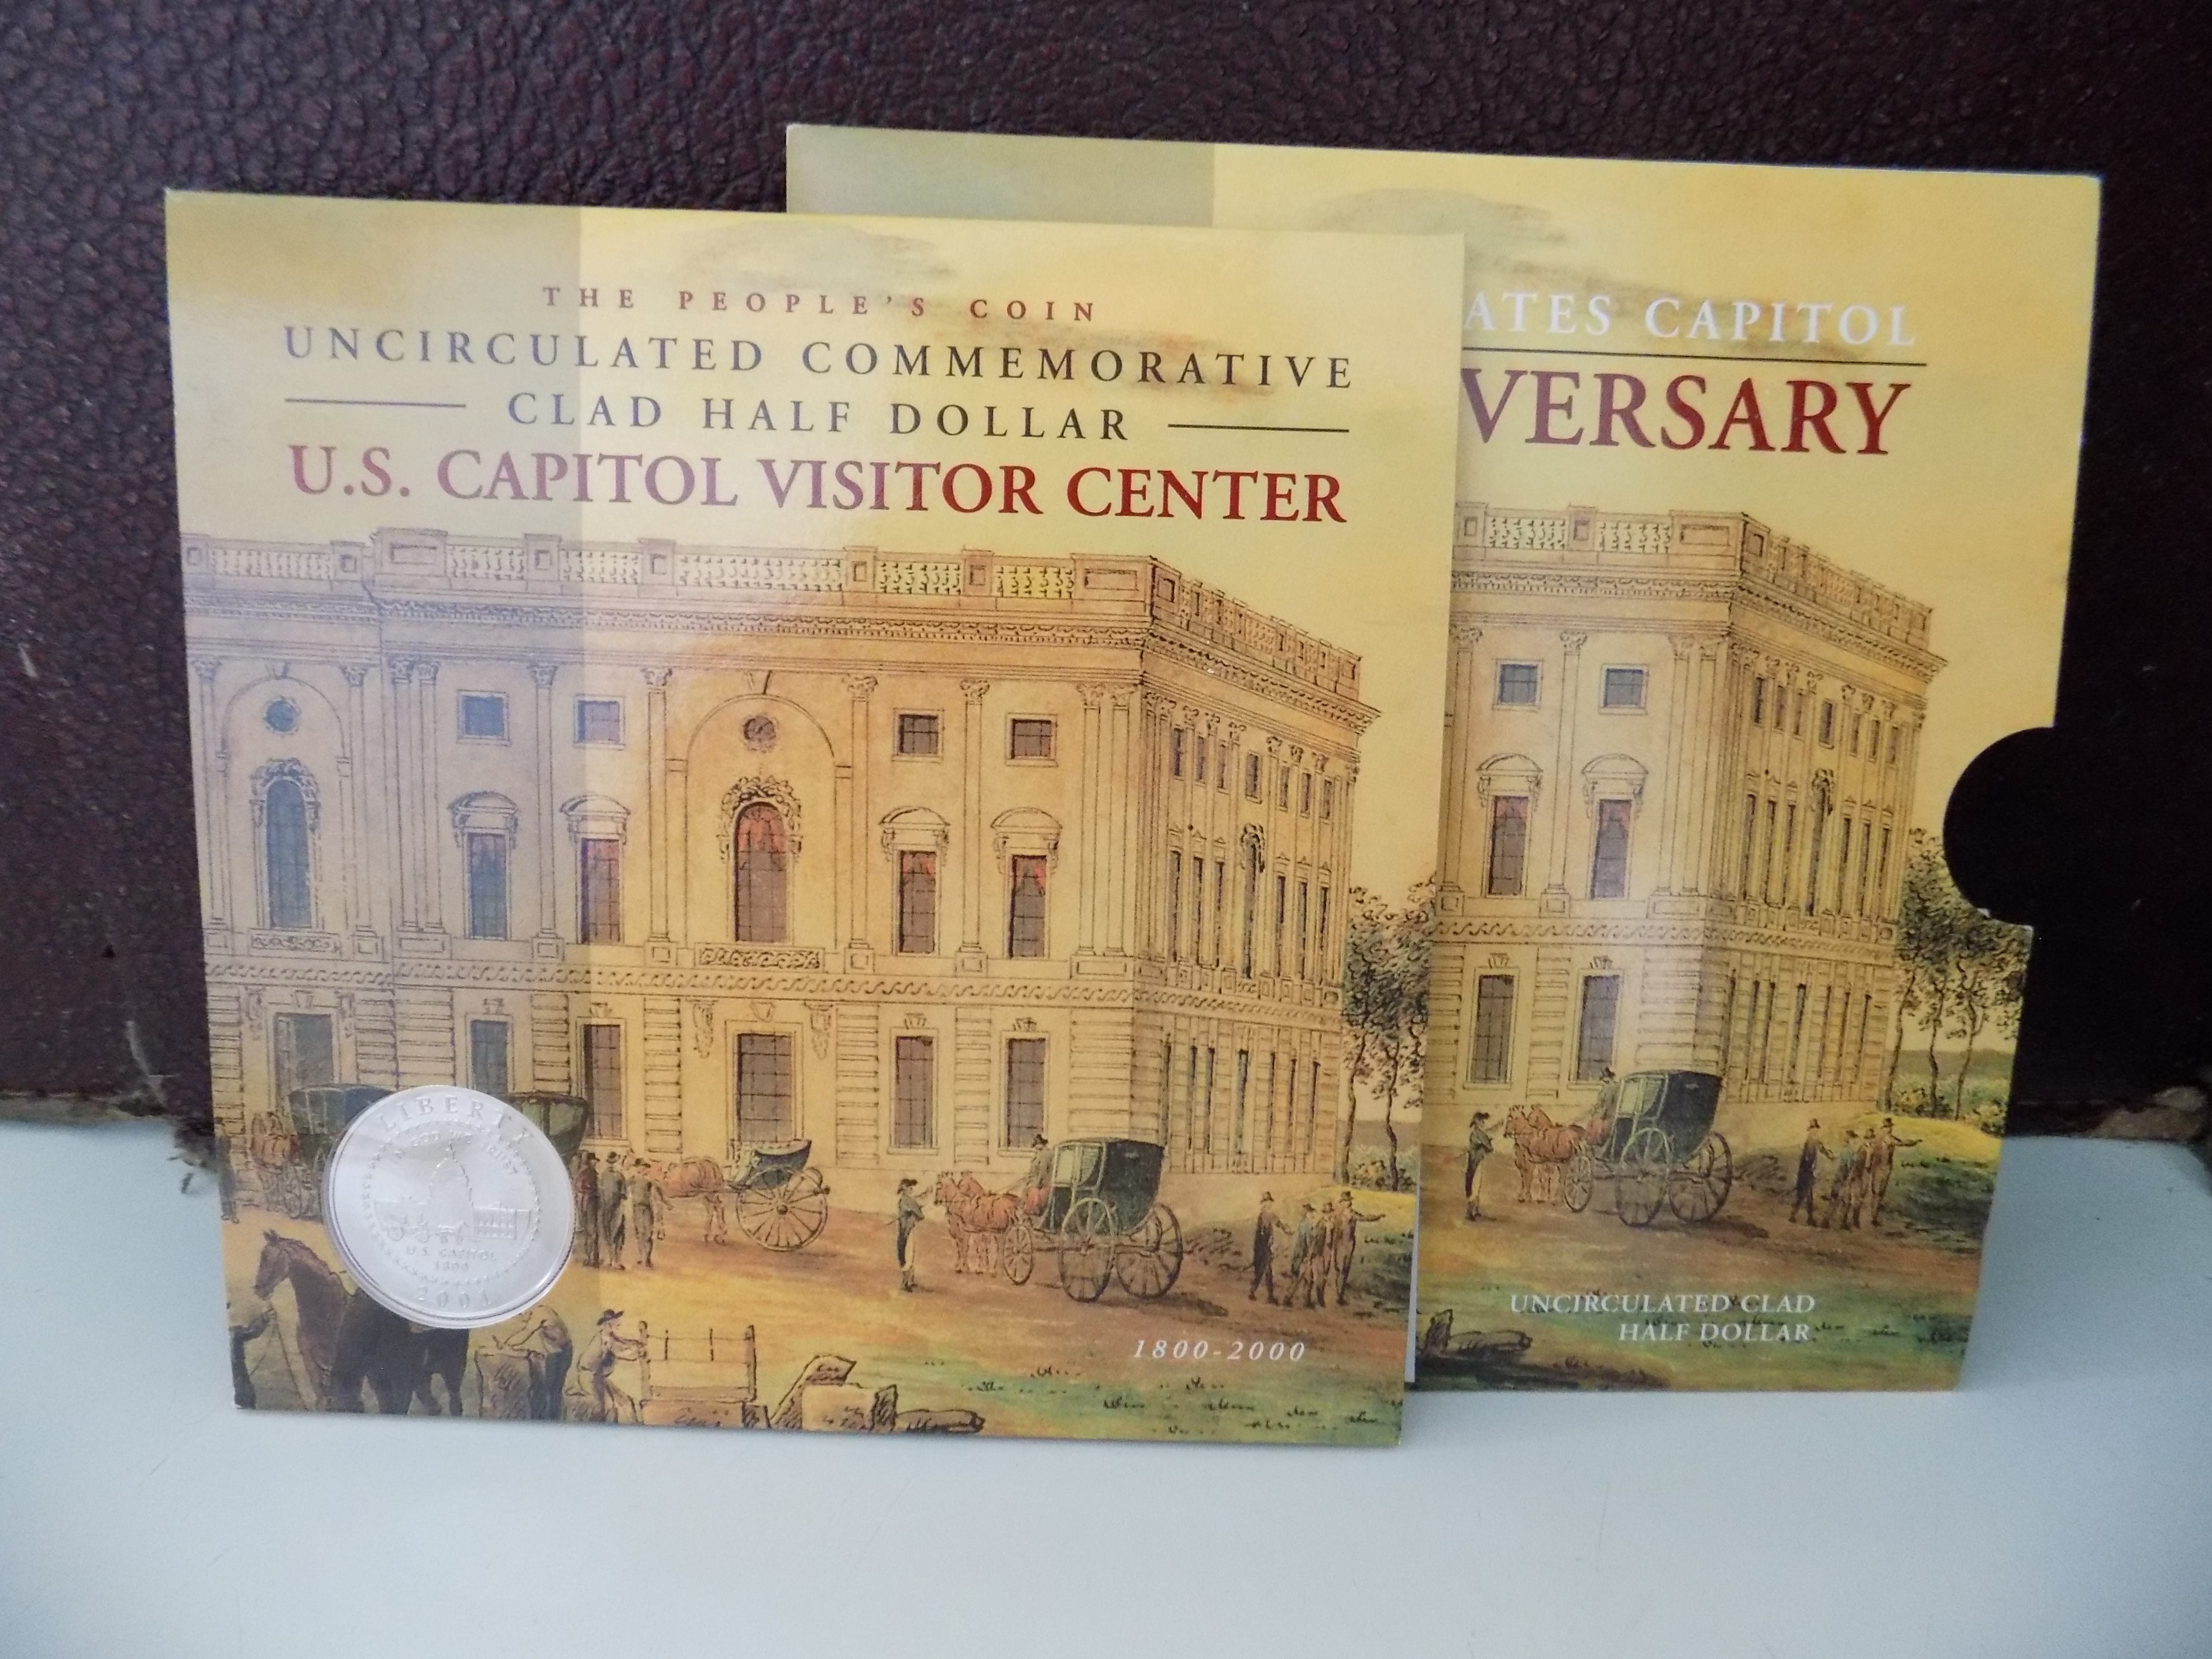 THE PEOPLE'S COIN
UNCIRCULATED COMMEMORATIVE
CLAD HALF DOLLAR
U.S. CAPITOL VISITOR CENTER
LIBERTY
U.S. CAPITOL
1800
2001
1800-2000
ATES CAPITOL
VERSARY
UNCIRCULATED CLAD
HALF DOLLAR